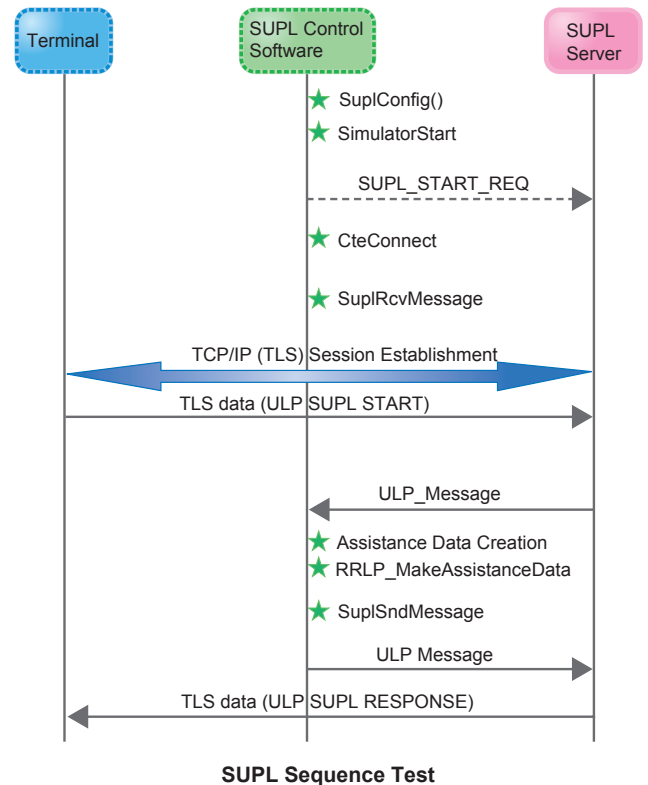 Terminal
SUPL Control
Software
SUPL
Server
SuplConfig()
SimulatorStart
SUPL_START_REQ
CteConnect
SuplRcvMessage
TCP/IP (TLS) Session Establishment
TLS data (ULP SUPL START)
ULP_Message
Assistance Data Creation
RRLP_MakeAssistanceData
SuplSndMessage
ULP Message
TLS data (ULP SUPL RESPONSE)
SUPL Sequence Test